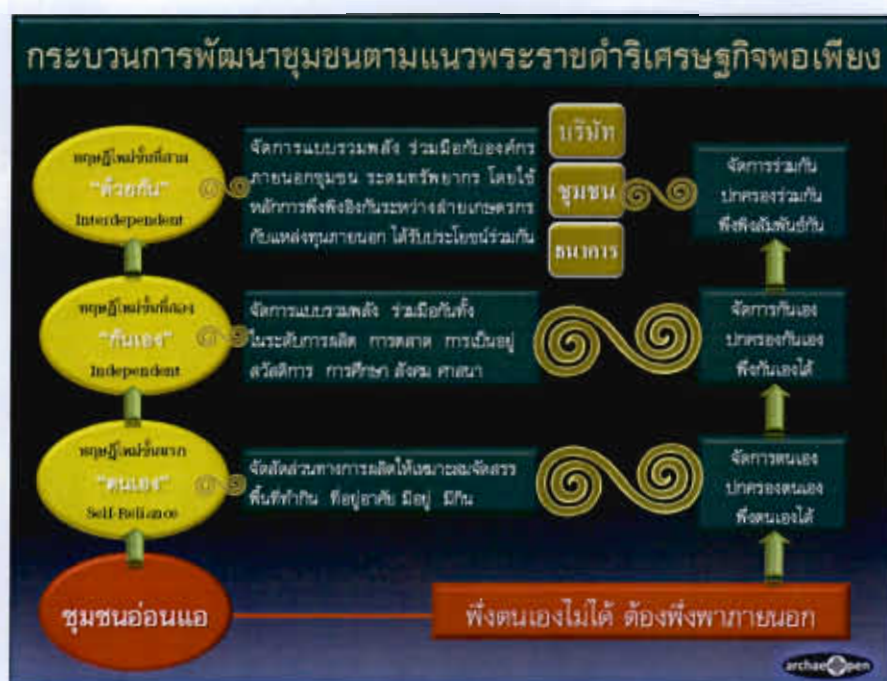 กระบวนการพัฒนาชุมชนตามแนวพระราชดำริเศรษฐกิจพอเพียง
ทฤษฎีใหม่ขั้นที่สาม
"ด้วยกัน"
Interdependent
จัดการแบบรวมพลัง ร่วมมือกับองค์กร
ภายนอกชุมชน ระดมทรัพยากร โดยใช้
หลักการพึ่งพิงอิงกันระหว่างฝ่ายเกษตรกร
กับแหล่งทุนภายนอก ได้รับประโยชน์ร่วมกัน
บริษัท
ชุมชน
ธนาคาร
จัดการร่วมกัน
ปกครองร่วมกัน
พึ่งพิงสัมพันธ์กัน
ทฤษฎีใหม่ขั้นที่สอง
"กันเอง"
Independent
จัดการแบบรวมพลัง ร่วมมือกันทั้ง
ในระดับการผลิต การตลาด การเป็นอยู่
สวัสดิการ การศึกษา สังคม ศาสนา
จัดการกันเอง
ปกครองกันเอง
พึ่งกันเองได้
ทฤษฎีใหม่ขั้นแรก
"ตนเอง"
Self-Reliance
จัดสัดส่วนทางการผลิตให้เหมาะสมจัดสรร
พื้นที่ทำกิน ที่อยู่อาศัย มีอยู่ มีกิน
จัดการตนเอง
ปกครองตนเอง
พึ่งตนเองได้
ชุมชนอ่อนแอ
พึ่งตนเองไม่ได้ ต้องพึ่งพาภายนอก
archaeopen